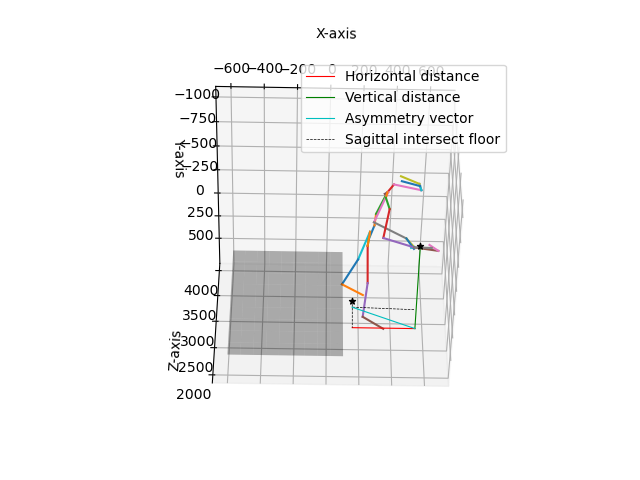 X-axis
−600 −400 −200 0 200 400 600
Horizontal distance
Vertical distance
Asymmetry vector
Sagittal intersect floor
Y-axis
−1000
−750
−500
−250
0
250
500
Z-axis
4000
3500
3000
2500
2000